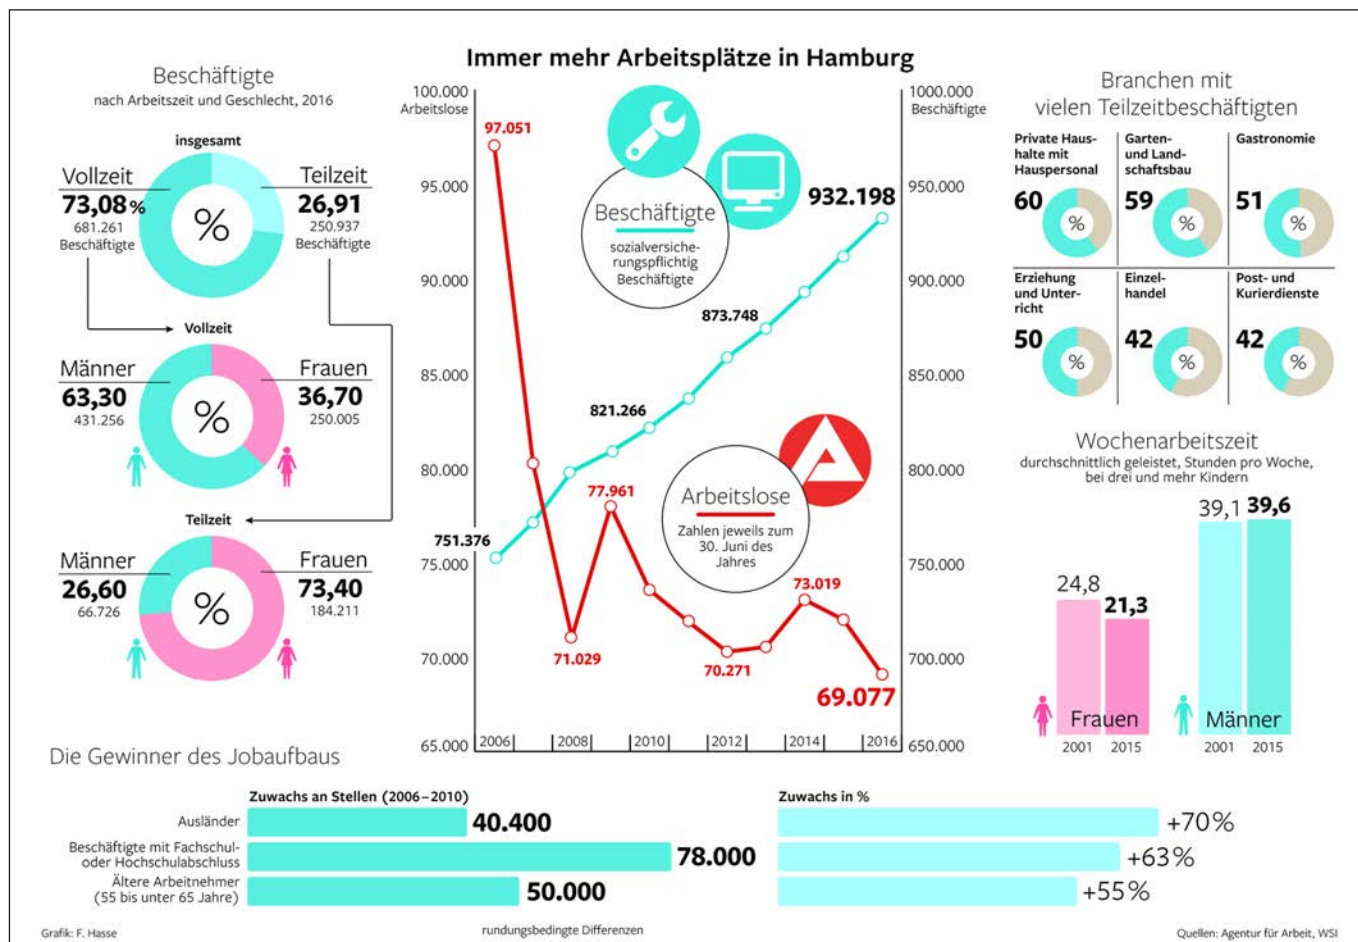 Immer mehr Arbeitsplätze in Hamburg
Beschäftigte
nach Arbeitszeit und Geschlecht, 2016
insgesamt
Vollzeit
73,08%
681.261
Beschäftigte
%
Teilzeit
26,91
250.937
Beschäftigte
Vollzeit
Männer
63,30
431.256
%
Frauen
36,70
250.005
Teilzeit
Männer
26,60
66.726
%
Frauen
73,40
184.211
100.000
Arbeitslose
95.000
90.000
85.000
80.000
75.000
70.000
65.000
1000.000
Beschäftigte
950.000
900.000
850.000
800.000
750.000
700.000
650.000
97.051
Beschäftigte
sozialversiche-
rungspflichtig
Beschäftigte
932.198
873.748
821.266
751.376
77.961
71.029
70.271
73.019
69.077
Arbeitslose
Zahlen jeweils zum
30. Juni des
Jahres
2006
2008
2010
2012
2014
2016
Branchen mit
vielen Teilzeitbeschäftigten
Private Haus-
halte mit
Hauspersonal
60
%
Garten-
und Land-
schaftsbau
59
%
Gastronomie
51
%
Erziehung
und Unter-
richt
50
%
Einzel-
handel
42
%
Post- und
Kurierdienste
42
%
Wochenarbeitszeit
durchschnittlich geleistet, Stunden pro Woche,
bei drei und mehr Kindern
24,8
21,3
39,1
39,6
Frauen
Männer
2001
2015
2001
2015
Die Gewinner des Jobaufbaus
Zuwachs an Stellen (2006–2010)
Zuwachs in %
Ausländer
40.400
+70%
Beschäftigte mit Fachschul-
oder Hochschulabschluss
78.000
+63%
Ältere Arbeitnehmer
(55 bis unter 65 Jahre)
50.000
+55%
Grafik: F. Hasse
rundungsbedingte Differenzen
Quellen: Agentur für Arbeit, WSI